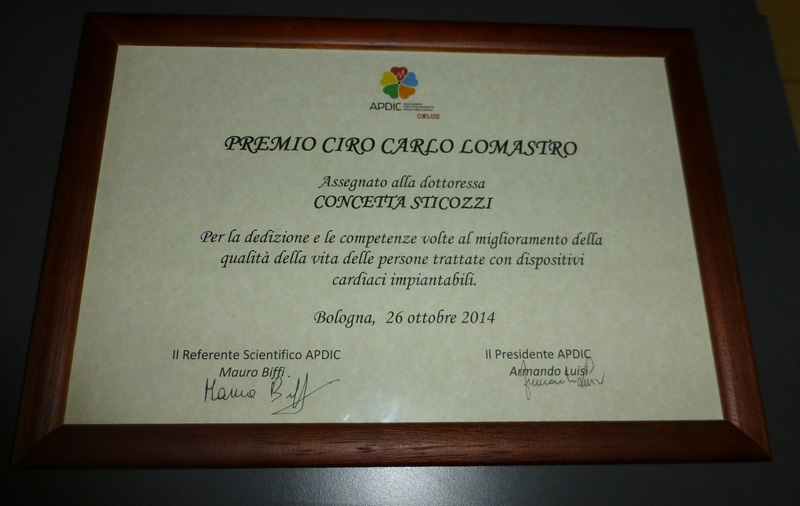 APDIC
ONLUS
PREMIO CIRO CARLO LOMASTRO
Assegnato alla dottoressa
CONCETTA STICOZZI
Per la dedizione e le competenze volte al miglioramento della
qualità della vita delle persone trattate con dispositivi
cardiaci impiantabili.
Bologna, 26 ottobre 2014
Il Referente Scientifico APDIC
Mauro Biffi
Mauro Biff
Il Presidente APDIC
Armando Luisi